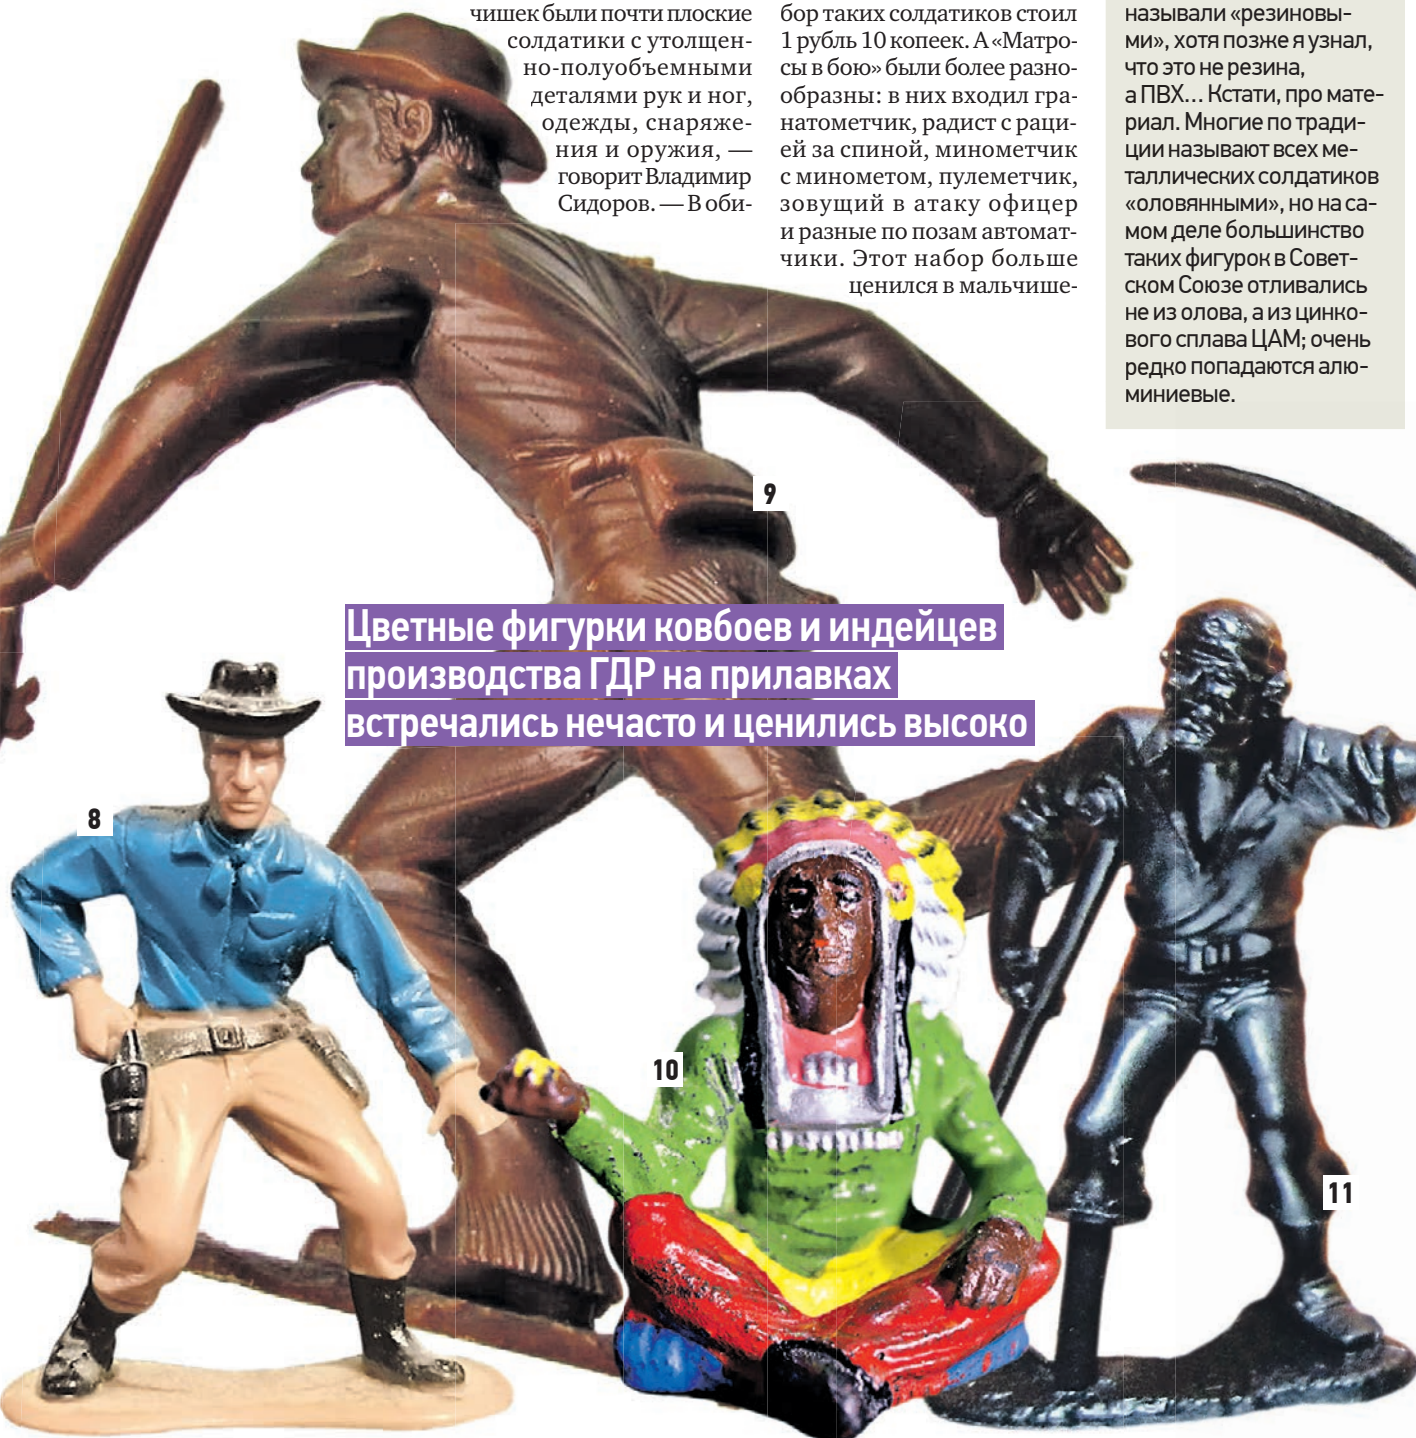 чишек были почти плоские
солдатики с утолщен-
но-полуобъемными
деталями рук и ног,
одежды, снаряже-
ния и оружия, —
говорит Владимир
Сидоров. — В оби-
бор таких солдатиков стоил
1 рубль 10 копеек. А «Матро-
сы в бою» были более разно-
образны: в них входил гра-
натометчик, радист с раци-
ей за спиной, минометчик
с минометом, пулеметчик,
зовущий в атаку офицер
и разные по позам автомат-
чики. Этот набор больше
ценился в мальчише-
называли «резиновы-
ми», хотя позже я узнал,
что это не резина,
а ПВХ... Кстати, про мате-
риал. Многие по тради-
ции называют всех ме-
таллических солдатиков
«оловянными», но на са-
мом деле большинство
таких фигурок в Совет-
ском Союзе отливались
не из олова, а из цинко-
вого сплава ЦАМ; очень
редко попадаются алю-
миниевые.
9
Цветные фигурки ковбоев и индейцев
производства ГДР на прилавках
встречались нечасто и ценились высоко
8
10
11